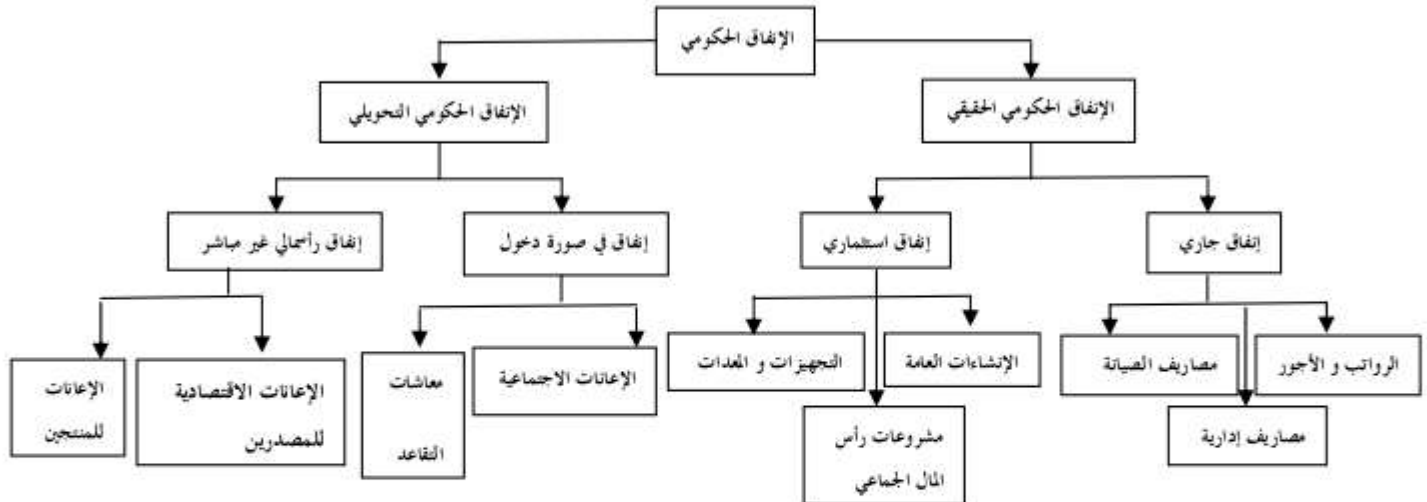 الإنفاق الحكومي
الإنفاق الحكومي الحقيقي
الإنفاق الحكومي التحويلي
إنفاق جاري
إنفاق استثماري
إنفاق في صورة دخول
إنفاق رأسمالي غير مباشر
الرواتب و الأجور
مصاريف الصيانة
الإنشاءات العامة
التجهيزات و المعدات
الإعانات الاجتماعية
معاشات
التقاعد
الإعانات الاقتصادية
للمصدرين
الإعانات
للمنتجين
مصاريف إدارية
مشروعات رأس
المال الجماعي